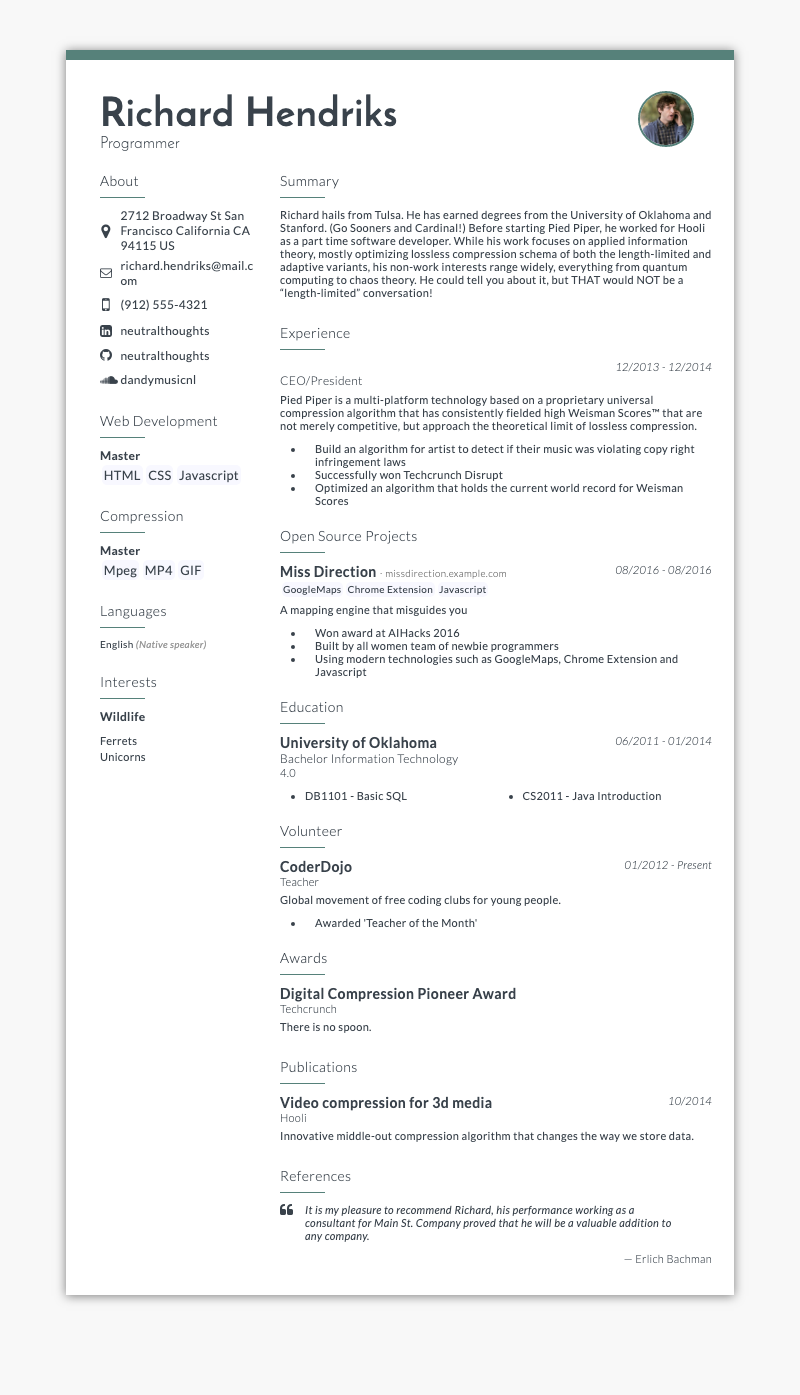 Richard Hendriks
Programmer
About
2712 Broadway St San
Francisco California CA
94115 US
richard.hendriks@mail.c
om
(912) 555-4321
neutralthoughts
neutralthoughts
dandymusicnl
Web Development
Master
HTML CSS Javascript
Compression
Master
Mpeg MP4 GIF
Languages
English (Native speaker)
Interests
Wildlife
Ferrets
Unicorns
Summary
Richard hails from Tulsa. He has earned degrees from the University of Oklahoma and
Stanford. (Go Sooners and Cardinal!) Before starting Pied Piper, he worked for Hooli
as a part time software developer. While his work focuses on applied information
theory, mostly optimizing lossless compression schema of both the length-limited and
adaptive variants, his non-work interests range widely, everything from quantum
computing to chaos theory. He could tell you about it, but THAT would NOT be a
“length-limited” conversation!
Experience
12/2013 - 12/2014
CEO/President
Pied Piper is a multi-platform technology based on a proprietary universal
compression algorithm that has consistently fielded high Weisman Scores™ that are
not merely competitive, but approach the theoretical limit of lossless compression.
• Build an algorithm for artist to detect if their music was violating copy right
infringement laws
• Successfully won Techcrunch Disrupt
• Optimized an algorithm that holds the current world record for Weisman
Scores
Open Source Projects
Miss Direction - missdirection.example.com 08/2016 - 08/2016
GoogleMaps Chrome Extension Javascript
A mapping engine that misguides you
• Won award at AIHacks 2016
• Built by all women team of newbie programmers
• Using modern technologies such as GoogleMaps, Chrome Extension and
Javascript
Education
University of Oklahoma 06/2011 - 01/2014
Bachelor Information Technology
4.0
• DB1101 - Basic SQL • CS2011 - Java Introduction
Volunteer
CoderDojo 01/2012 - Present
Teacher
Global movement of free coding clubs for young people.
• Awarded 'Teacher of the Month'
Awards
Digital Compression Pioneer Award
Techcrunch
There is no spoon.
Publications
Video compression for 3d media 10/2014
Hooli
Innovative middle-out compression algorithm that changes the way we store data.
References
❝ It is my pleasure to recommend Richard, his performance working as a
consultant for Main St. Company proved that he will be a valuable addition to
any company.
— Erlich Bachman